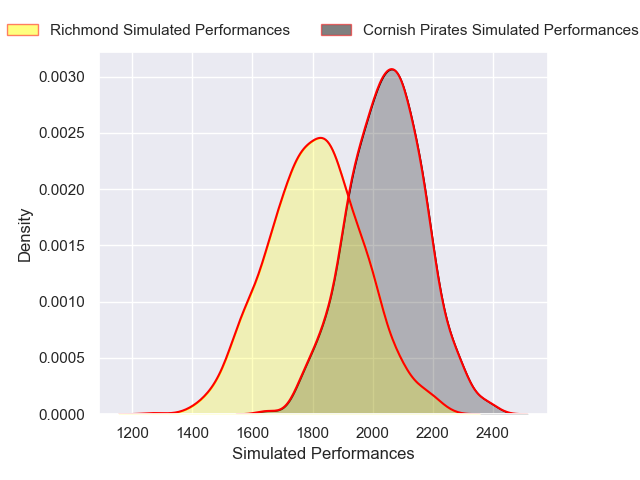 Richmond Simulated Performances Cornish Pirates Simulated Performances
0.0030
0.0025
0.0020
0.0015
0.0010
0.0005
0.0000
Density
1200 1400 1600 1800 2000 2200 2400
Simulated Performances